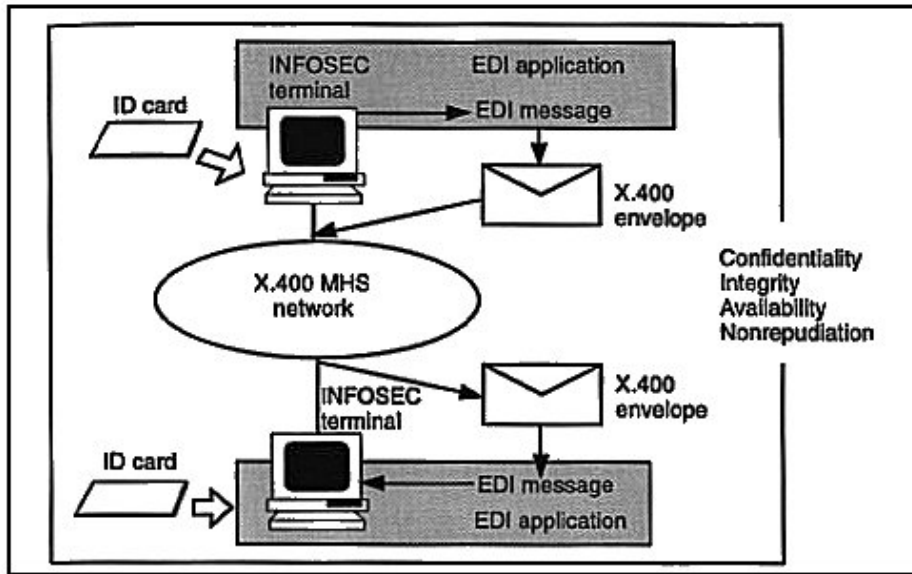 INFOSEC
terminal
EDI application
EDI message
ID card
X.400
envelope
X.400 MHS
network
Confidentiality
Integrity
Availability
Nonrepudiation
INFOSEC
terminal
X.400
envelope
ID card
EDI message
EDI application